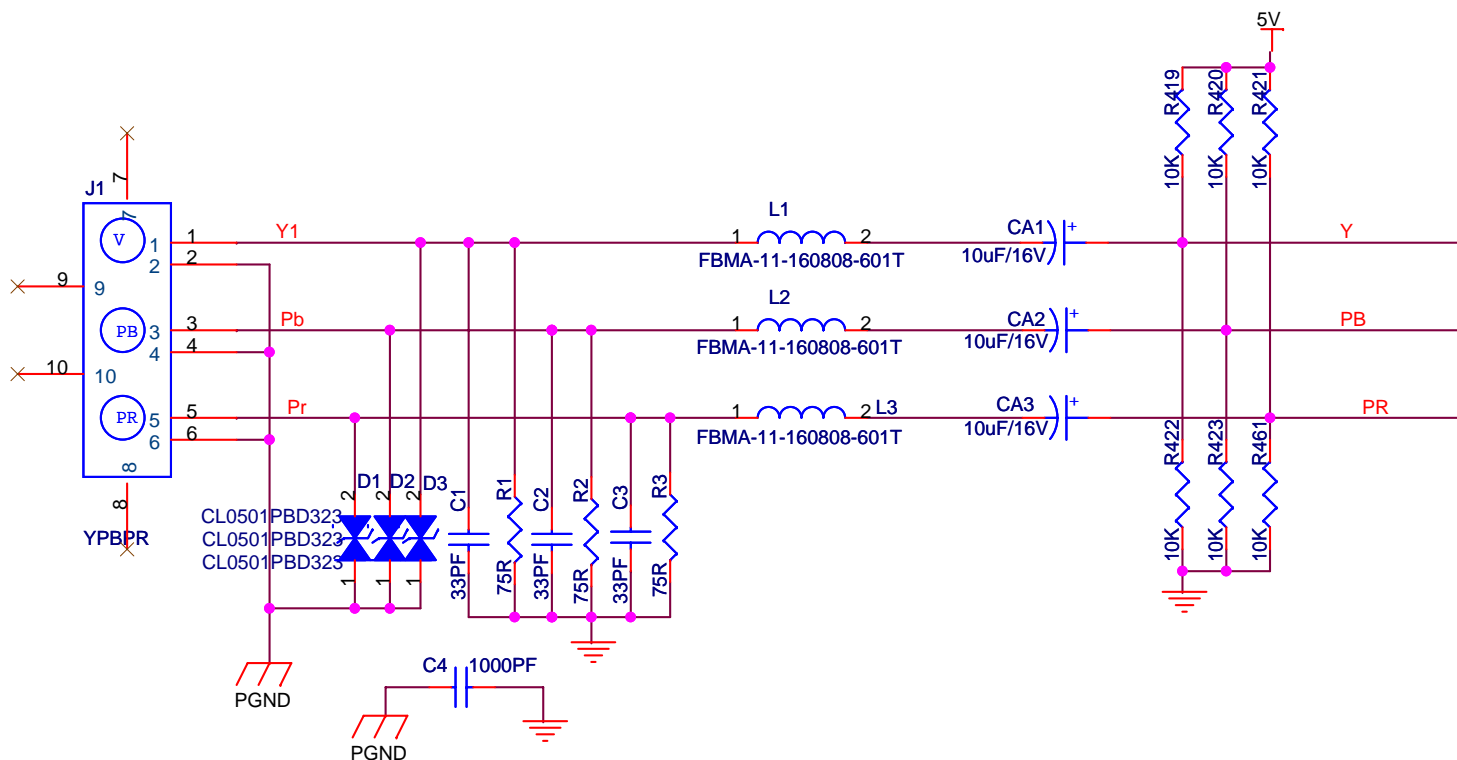 5V
R419
R420
R421
10K
10K
10K
7
J1
7
V
1
1
Y1
2
2
L1
1
2
FBMA-11-160808-601T
CA1
+
10uF/16V
Y
9
9
PB
3
3
Pb
4
4
L2
1
2
FBMA-11-160808-601T
CA2
+
10uF/16V
PB
10
10
PR
5
5
Pr
6
6
1
2
L3
FBMA-11-160808-601T
CA3
+
10uF/16V
PR
8
8
YPBPR
D1
D2
D3
2
2
2
CL0501PBD323
CL0501PBD323
CL0501PBD323
1
1
1
C1
33PF
R1
75R
C2
33PF
R2
75R
C3
33PF
R3
75R
R422
R423
R461
10K
10K
10K
PGND
C4
1000PF
PGND